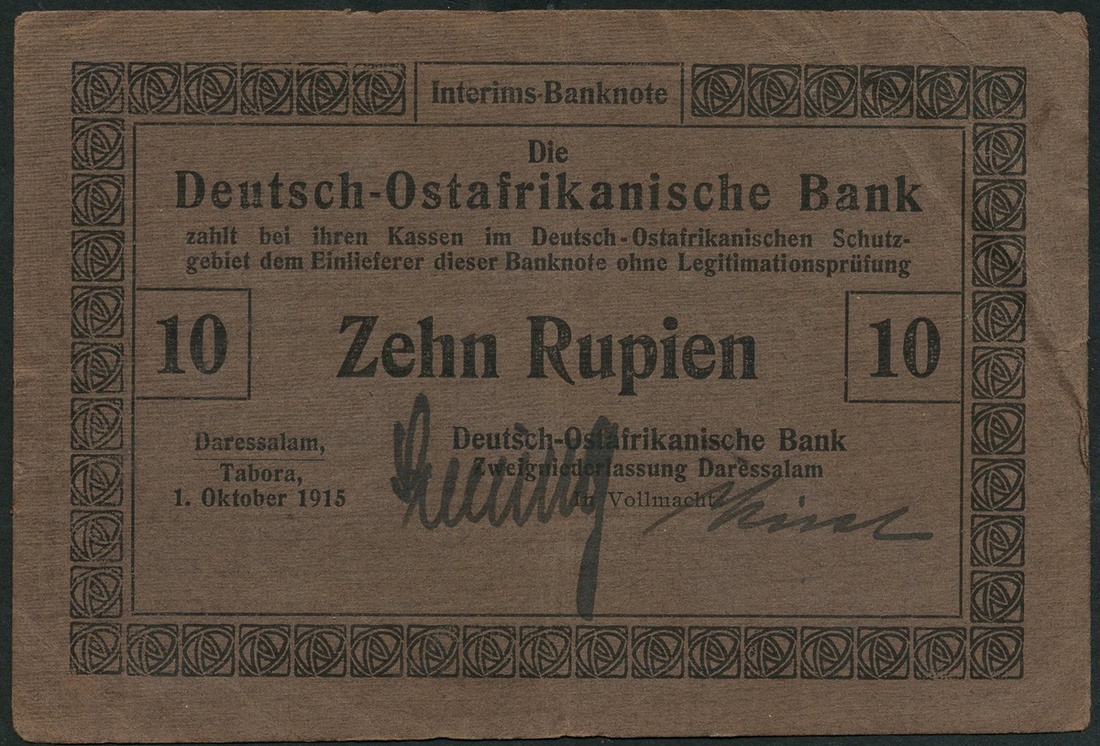 Interims-Banknote
Die
Deutsch-Ostafrikanische Bank
zahlt bei ihren Kassen im Deutsch-Ostafrikanischen Schutz-
gebiet dem Einlieferer dieser Banknote ohne Legitimationsprüfung
10 Zehn Rupien 10
Daressalam,
Tabora,
1. Oktober 1915
Deutsch-Ostafrikanische Bank
Zweigniederlassung Daressalam
In Vollmacht